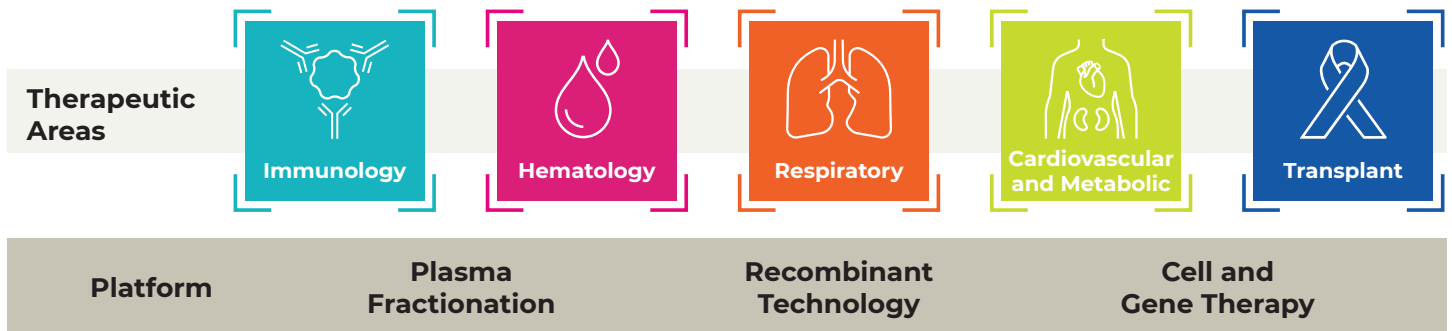 Therapeutic
Areas
Immunology
Hematology
Respiratory
Cardiovascular
and Metabolic
Transplant
Platform
Plasma
Fractionation
Recombinant
Technology
Cell and
Gene Therapy